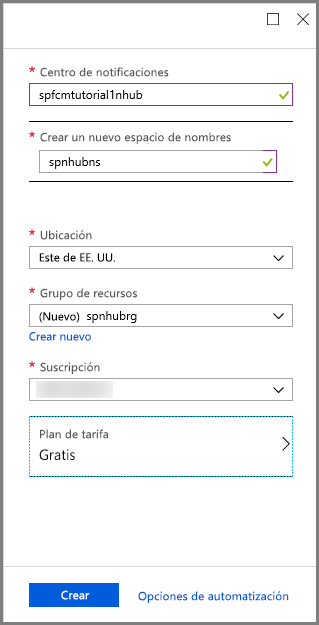 * Centro de notificaciones
spfcmtutorial1nhub
* Crear un nuevo espacio de nombres
spnhubns
* Ubicación
Este de EE. UU.
* Grupo de recursos
(Nuevo) spnhubrg
Crear nuevo
* Suscripción
Plan de tarifa
Gratis
Crear Opciones de automatización